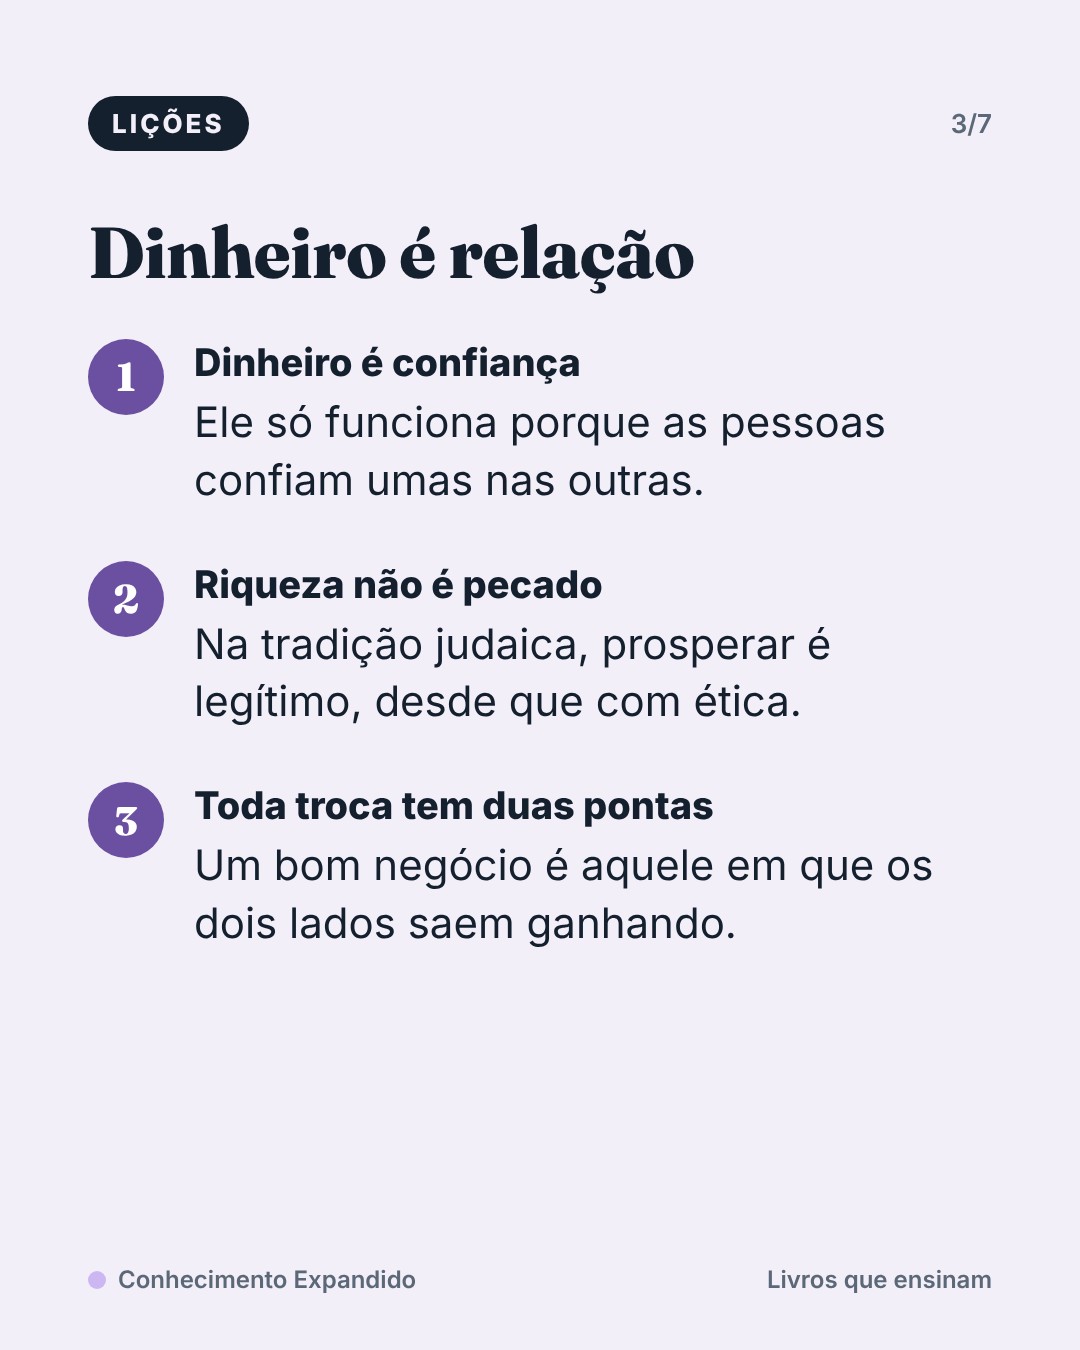 LIÇÕES
3/7
Dinheiro é relação
1
Dinheiro é confiança
Ele só funciona porque as pessoas
confiam umas nas outras.
2
Riqueza não é pecado
Na tradição judaica, prosperar é
legítimo, desde que com ética.
3
Toda troca tem duas pontas
Um bom negócio é aquele em que os
dois lados saem ganhando.
Conhecimento Expandido
Livros que ensinam